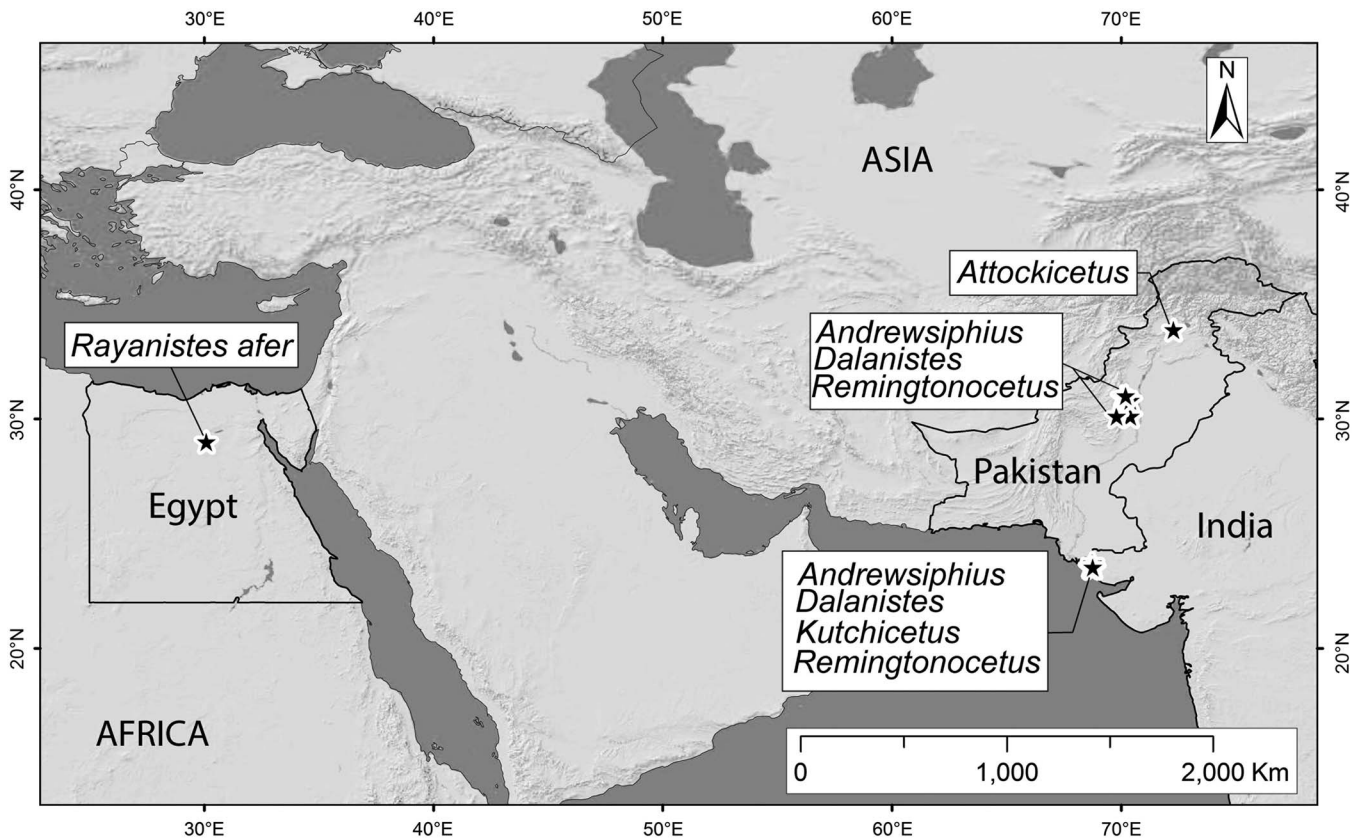 30°E 40°E 50°E 60°E 70°E
N
ASIA
40°N 40°N
Attockicetus
Andrewsiphius
Dalanistes
Remingtonocetus
Rayanistes afer
30°N 30°N
Pakistan
Egypt
India
Andrewsiphius
Dalanistes
Kutchicetus
Remingtonocetus
20°N 20°N
AFRICA
0 1,000 2,000 Km
30°E 40°E 50°E 60°E 70°E